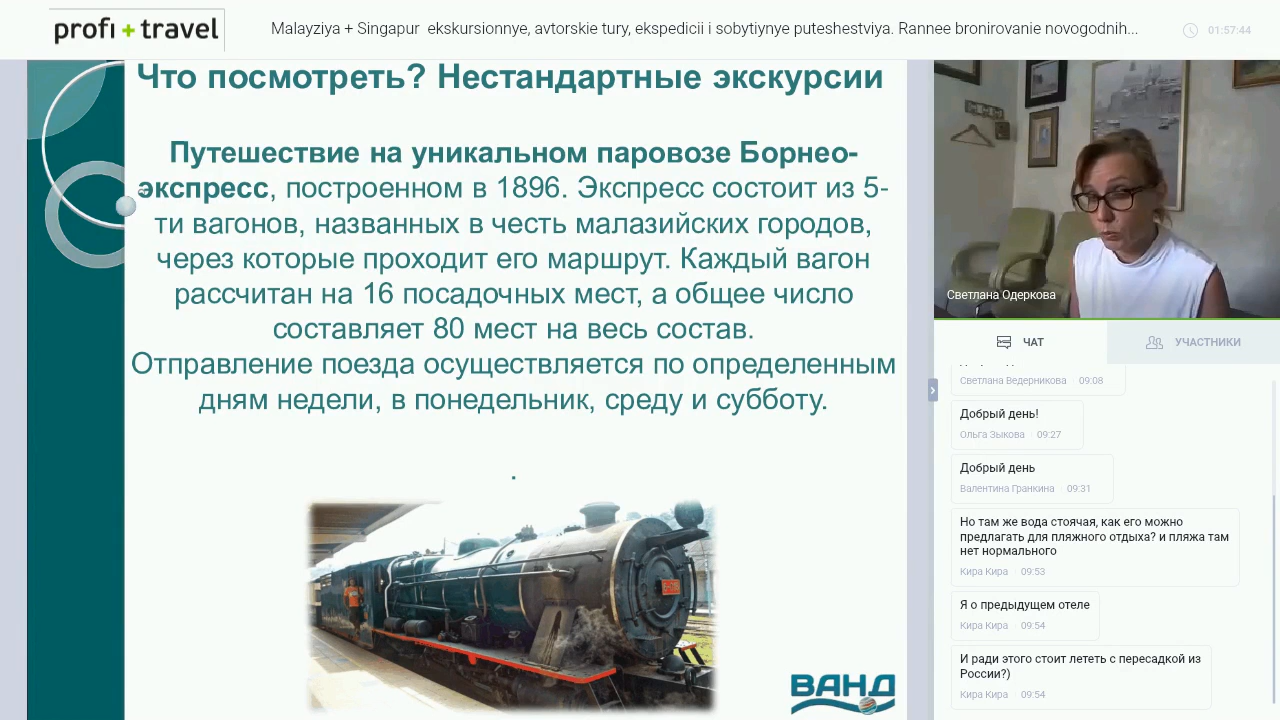 profi + travel
Malayziya + Singapur ekskursionnye, avtorskie tury, ekspedicii i sobytiynye puteshestviya. Rannee bronirovanie novogodnih...
01:57:44
Что посмотреть? Нестандартные экскурсии
Путешествие на уникальном паровозе Борнео-
экспресс, построенном в 1896. Экспресс состоит из 5-
ти вагонов, названных в честь малазийских городов,
через которые проходит его маршрут. Каждый вагон
рассчитан на 16 посадочных мест, а общее число
составляет 80 мест на весь состав.
Отправление поезда осуществляется по определенным
дням недели, в понедельник, среду и субботу.
.
ВАНД
Светлана Одеркова
ЧАТ
УЧАСТНИКИ
Светлана Ведерникова 09:08
Добрый день!
Ольга Зыкова 09:27
Добрый день
Валентина Гранкина 09:31
Но там же вода стоячая, как его можно
предлагать для пляжного отдыха? и пляжа там
нет нормального
Кира Кира 09:53
Я о предыдущем отеле
Кира Кира 09:54
И ради этого стоит лететь с пересадкой из
России?)
Кира Кира 09:54